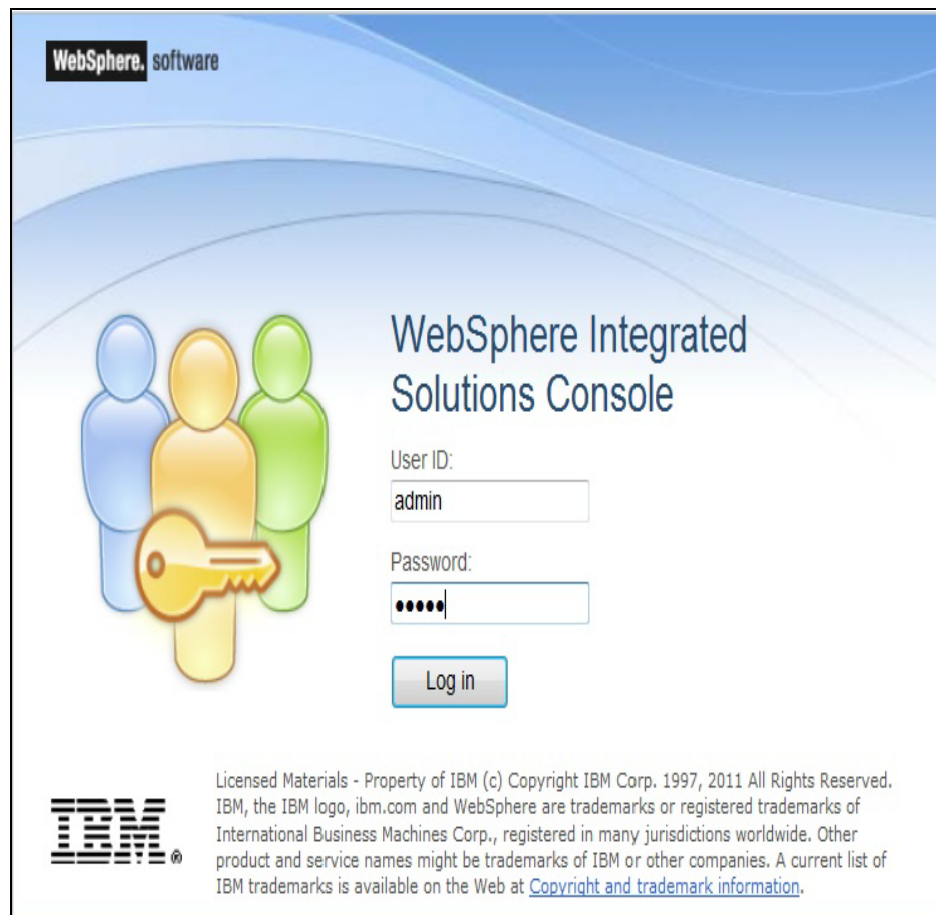 WebSphere. software
WebSphere Integrated
Solutions Console
User ID:
admin
Password:
•••••
Log in
IBM®
Licensed Materials - Property of IBM (c) Copyright IBM Corp. 1997, 2011 All Rights Reserved.
IBM, the IBM logo, ibm.com and WebSphere are trademarks or registered trademarks of
International Business Machines Corp., registered in many jurisdictions worldwide. Other
product and service names might be trademarks of IBM or other companies. A current list of
IBM trademarks is available on the Web at Copyright and trademark information.